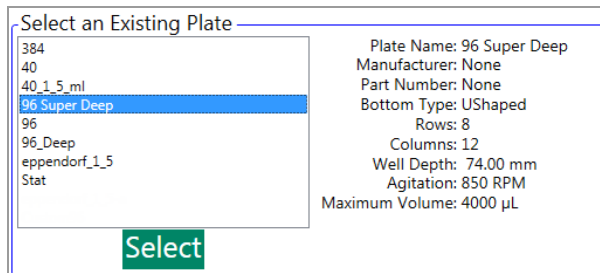 Select an Existing Plate
384
40
40_1_5_ml
96 Super Deep
96
96_Deep
eppendorf_1_5
Stat
Select
Plate Name: 96 Super Deep
Manufacturer: None
Part Number: None
Bottom Type: UShaped
Rows: 8
Columns: 12
Well Depth: 74.00 mm
Agitation: 850 RPM
Maximum Volume: 4000 µL